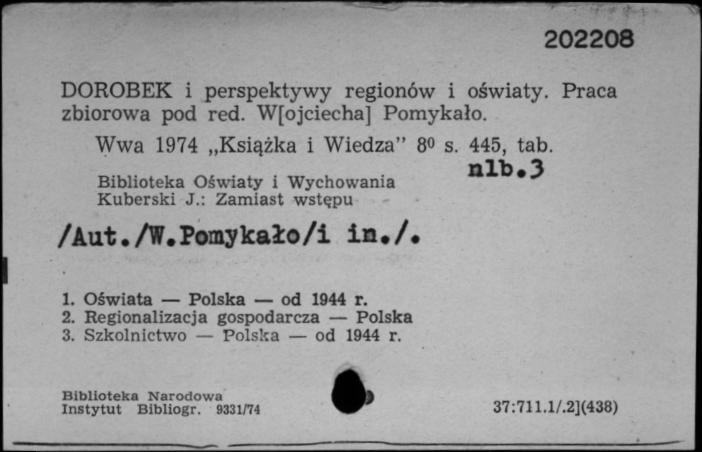 202208
DOROBEK i perspektywy regionów i oświaty. Praca
zbiorowa pod red. W[ojciecha] Pomykało.
Wwa 1974 „Książka i Wiedza” 8⁰ s. 445, tab.
nlb.3
Biblioteka Oświaty i Wychowania
Kuberski J.: Zamiast wstępu
/Aut./W.Pomykało/i in./.
1. Oświata — Polska — od 1944 r.
2. Regionalizacja gospodarcza — Polska
3. Szkolnictwo — Polska — od 1944 r.
Biblioteka Narodowa
Instytut Bibliogr. 9331/74
37:711.1/.2](438)